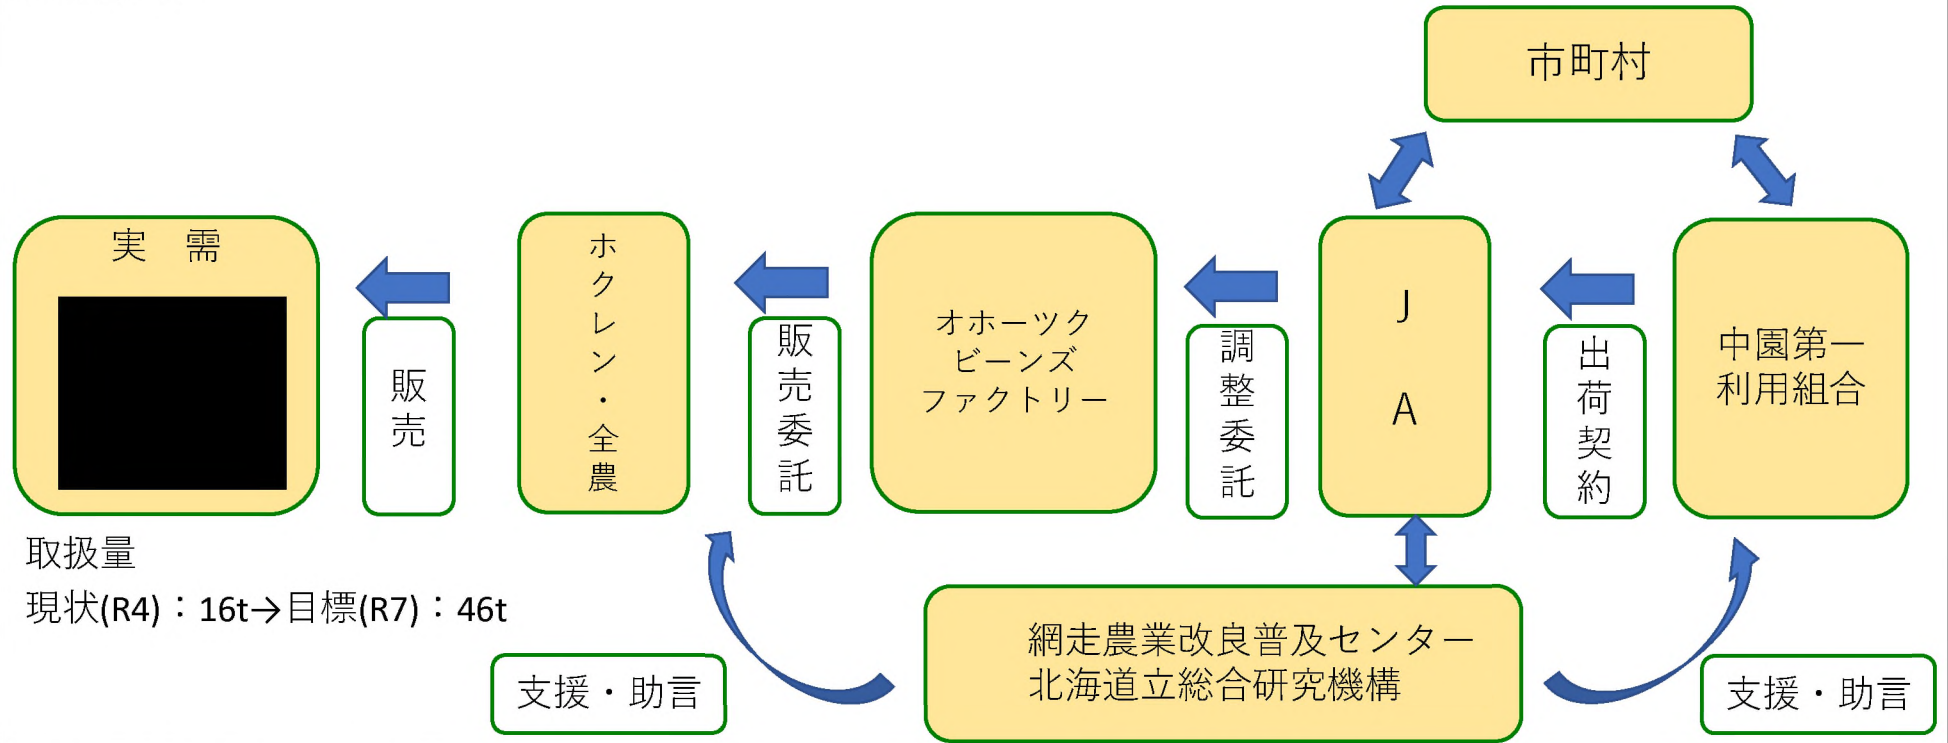 市町村
実　需
販売
ホクレン・全農
販売委託
オホーツク
ビーンズ
ファクトリー
調整委託
J
A
出荷契約
中園第一
利用組合
取扱量
現状(R4)：16t→目標(R7)：46t
支援・助言
網走農業改良普及センター
北海道立総合研究機構
支援・助言